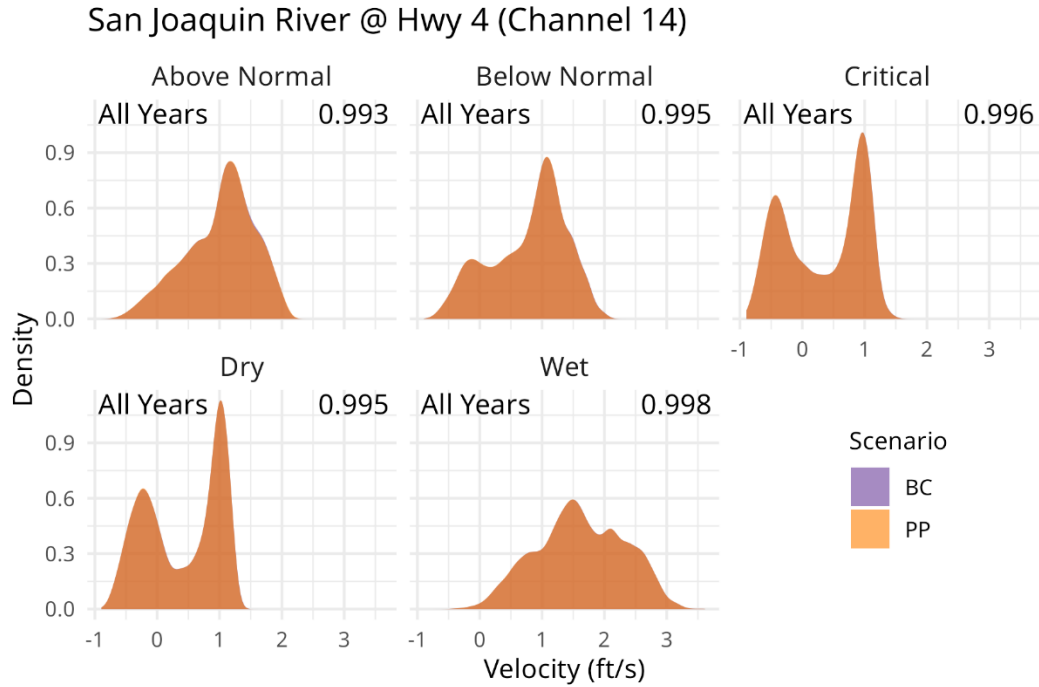 San Joaquin River @ Hwy 4 (Channel 14)
Above Normal
Below Normal
Critical
All Years 0.993
All Years 0.995
All Years 0.996
0.9
0.6
0.3
0.0
-1 0 1 2 3
Density
Dry
Wet
All Years 0.995
All Years 0.998
0.9
0.6
0.3
0.0
-1 0 1 2 3
-1 0 1 2 3
Velocity (ft/s)
Scenario
BC
PP